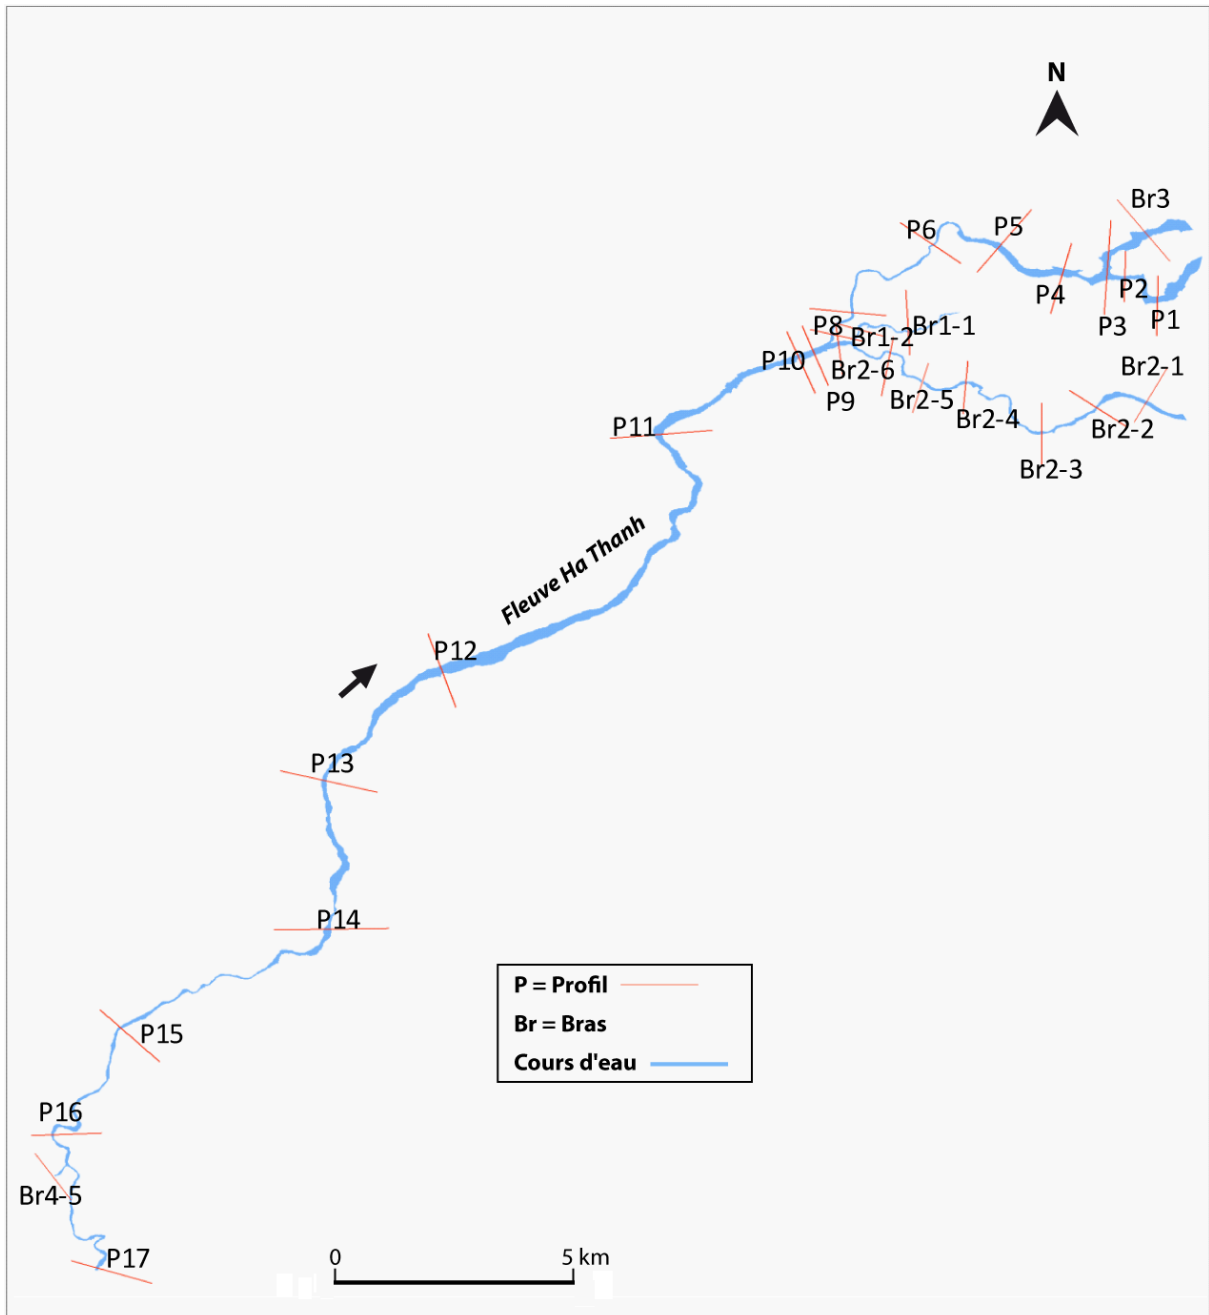 N
Br3
P6
P5
P4
P2
P3
P1
P8
Br1-1
Br1-2
P10
Br2-6
Br2-1
P9
Br2-5
Br2-4
Br2-2
P11
Br2-3
Fleuve Ha Thanh
P12
P13
P14
P = Profil
Br = Bras
Cours d'eau
P15
P16
Br4-5
P17
0
5 km